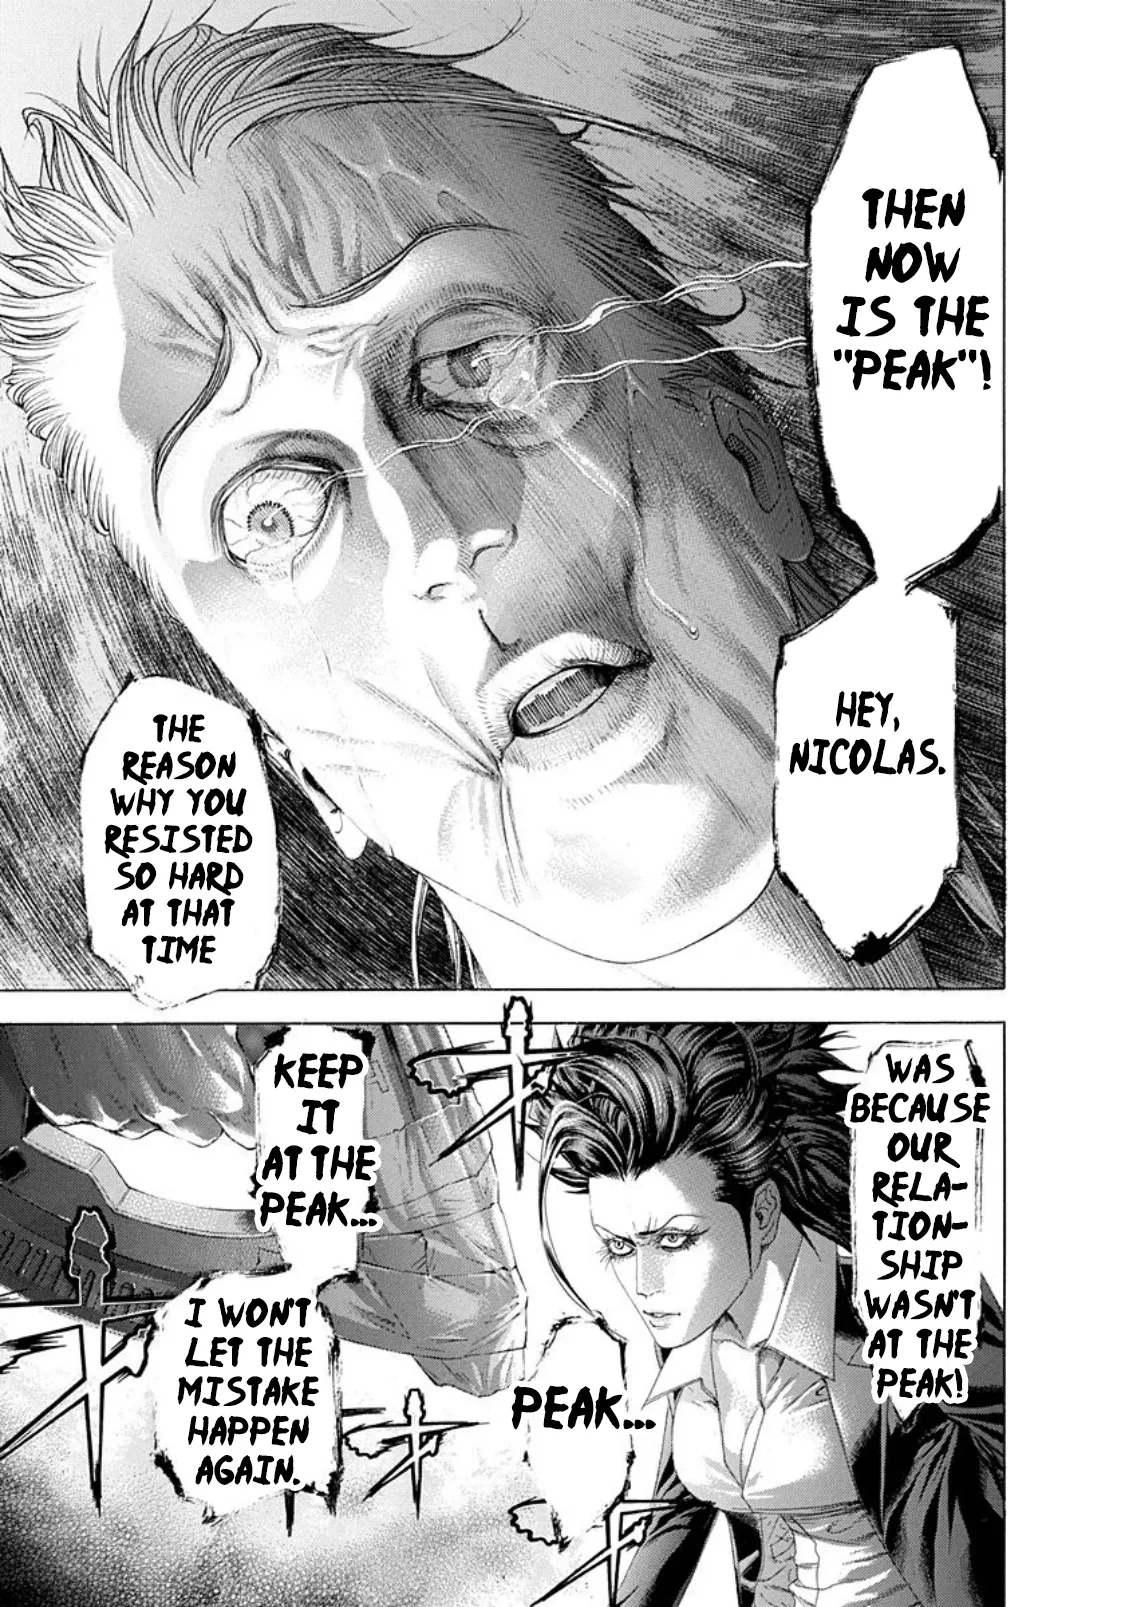 THEN
NOW
IS THE
"PEAK"!
HEY,
NICOLAS.
THE
REASON
WHY YOU
RESISTED
SO HARD
AT THAT
TIME
WAS
BECAUSE
OUR
RELA-
TION-
SHIP
WASN'T
AT THE
PEAK!
PEAK...
KEEP
IT
AT THE
PEAK...
I WON'T
LET THE
MISTAKE
HAPPEN
AGAIN.